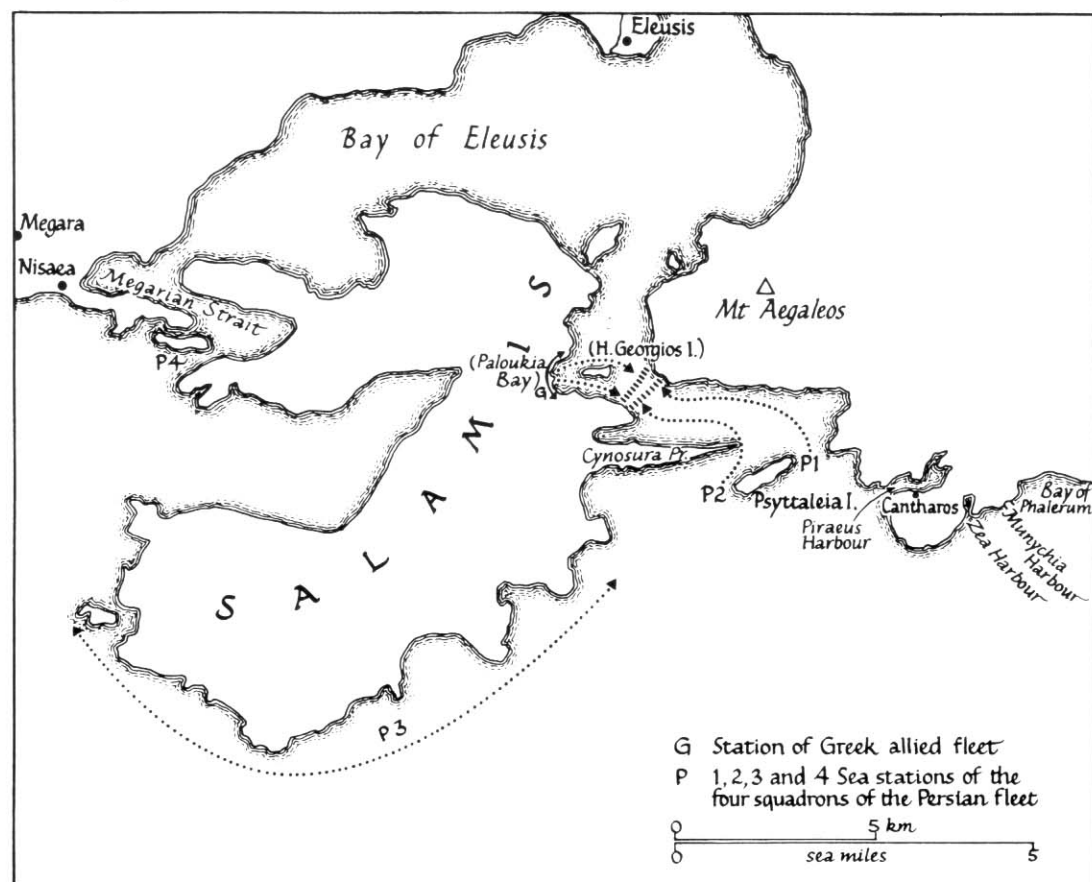 Eleusis
Bay of Eleusis
Megara
Nisaea
Megarian Strait
P4
Mt Aegaleos
(H. Georgios I.)
(Paloukia
Bay)
G
SALAMIS
Cynosura Pr.
P1
P2
Psyttaleia I.
Piraeus
Harbour
Cantharos
Zea Harbour
Munychia
Harbour
Bay of
Phalerum
P3
G Station of Greek allied fleet
P 1, 2, 3 and 4 Sea stations of the
four squadrons of the Persian fleet
0 5 km
0 sea miles 5